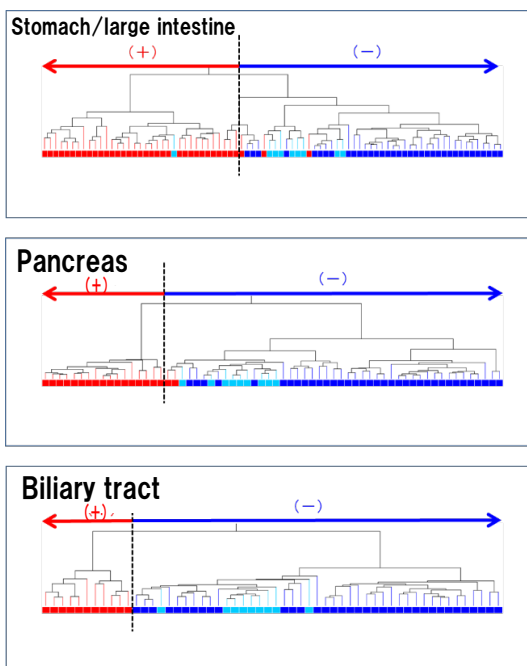 Stomach/large intestine
(+) (−)
Pancreas
(+) (−)
Biliary tract
(+) (−)